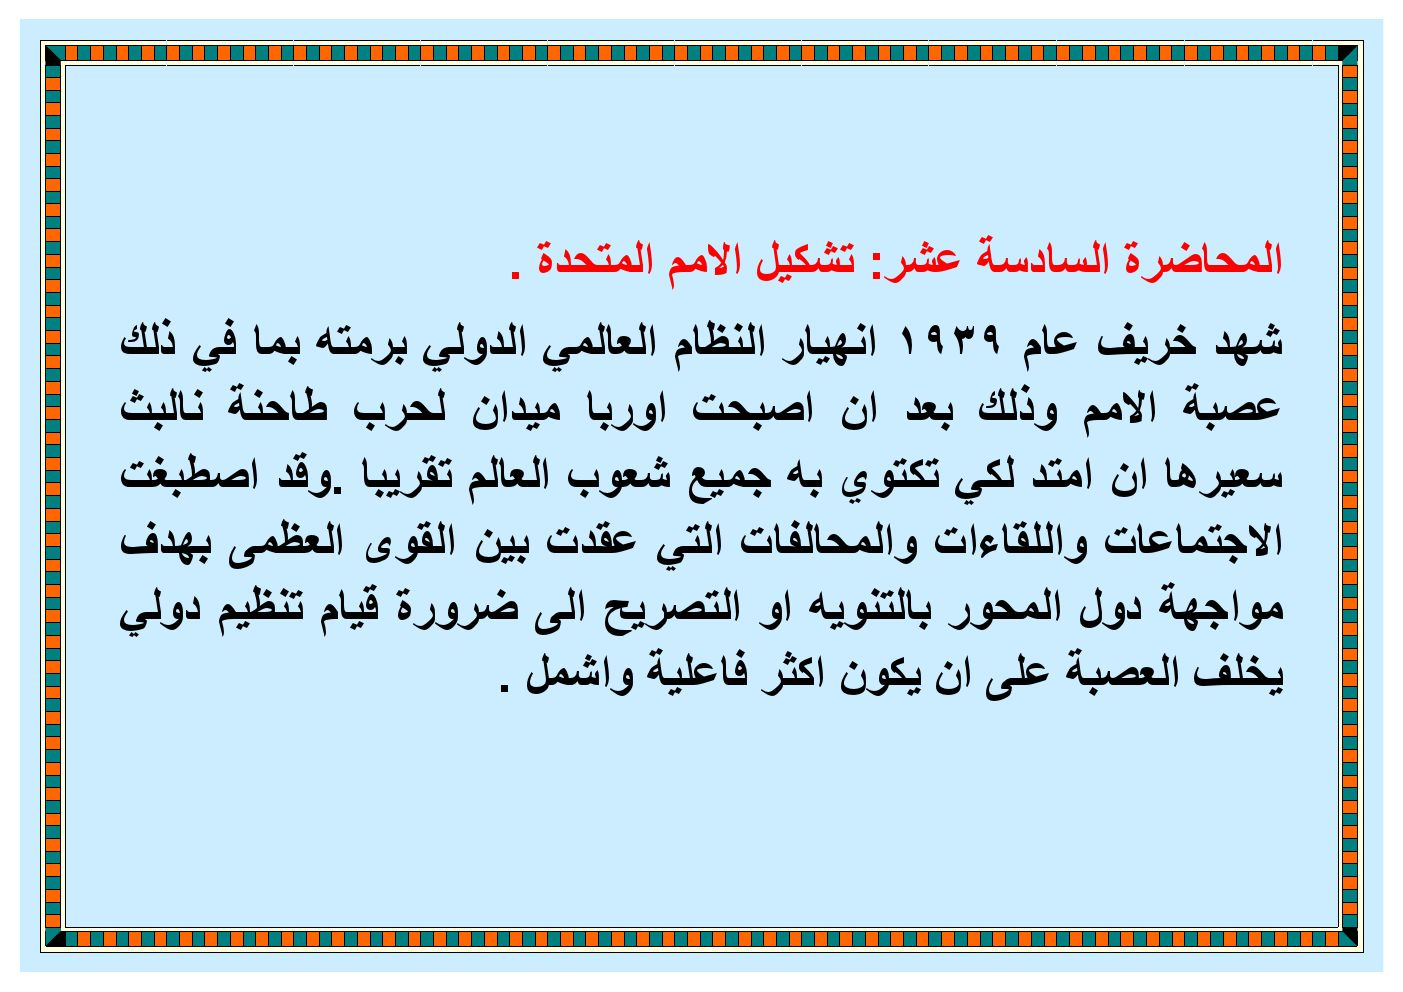 المحاضرة السادسة عشر: تشكيل الامم المتحدة .
شهد خريف عام ١٩٣٩ انهيار النظام العالمي الدولي برمته بما في ذلك
عصبة الامم وذلك بعد ان اصبحت اوربا ميدان لحرب طاحنة نالبث
سعيرها ان امتد لكي تكتوي به جميع شعوب العالم تقريبا .وقد اصطبغت
الاجتماعات واللقاءات والمحالفات التي عقدت بين القوى العظمى بهدف
مواجهة دول المحور بالتنويه او التصريح الى ضرورة قيام تنظيم دولي
يخلف العصبة على ان يكون اكثر فاعلية واشمل .